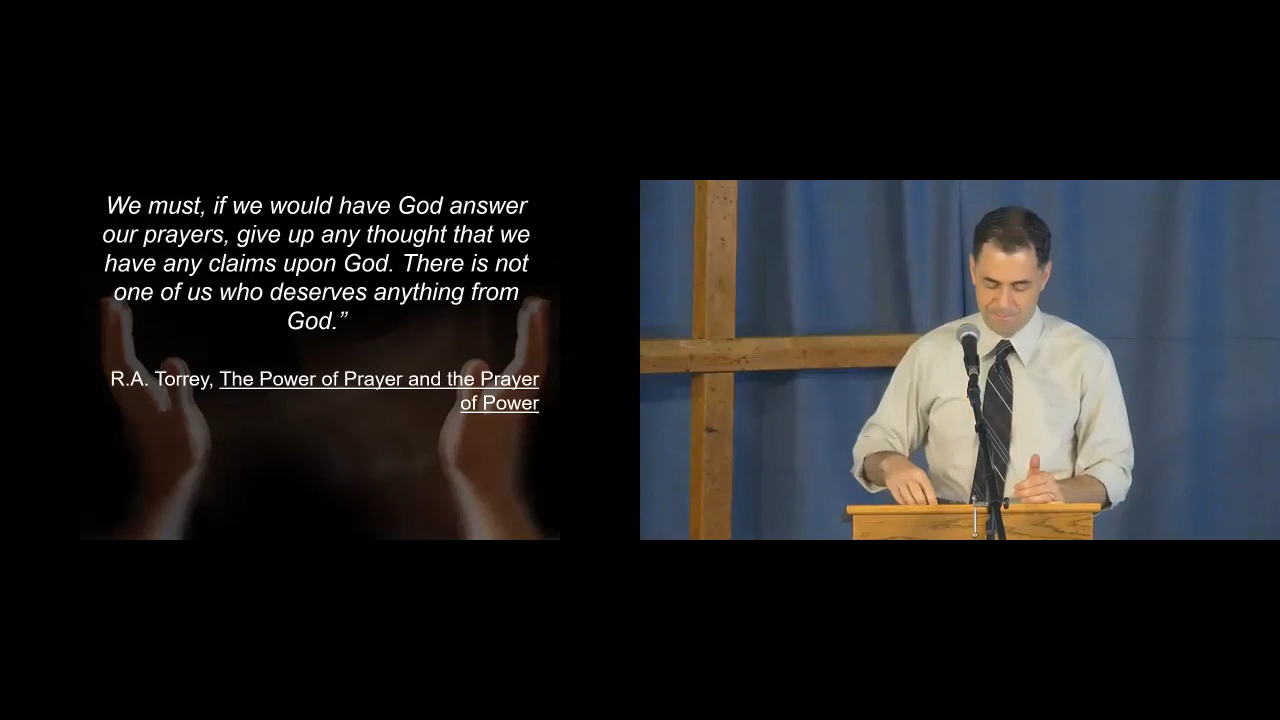 We must, if we would have God answer
our prayers, give up any thought that we
have any claims upon God. There is not
one of us who deserves anything from
God.”
R.A. Torrey, The Power of Prayer and the Prayer
of Power